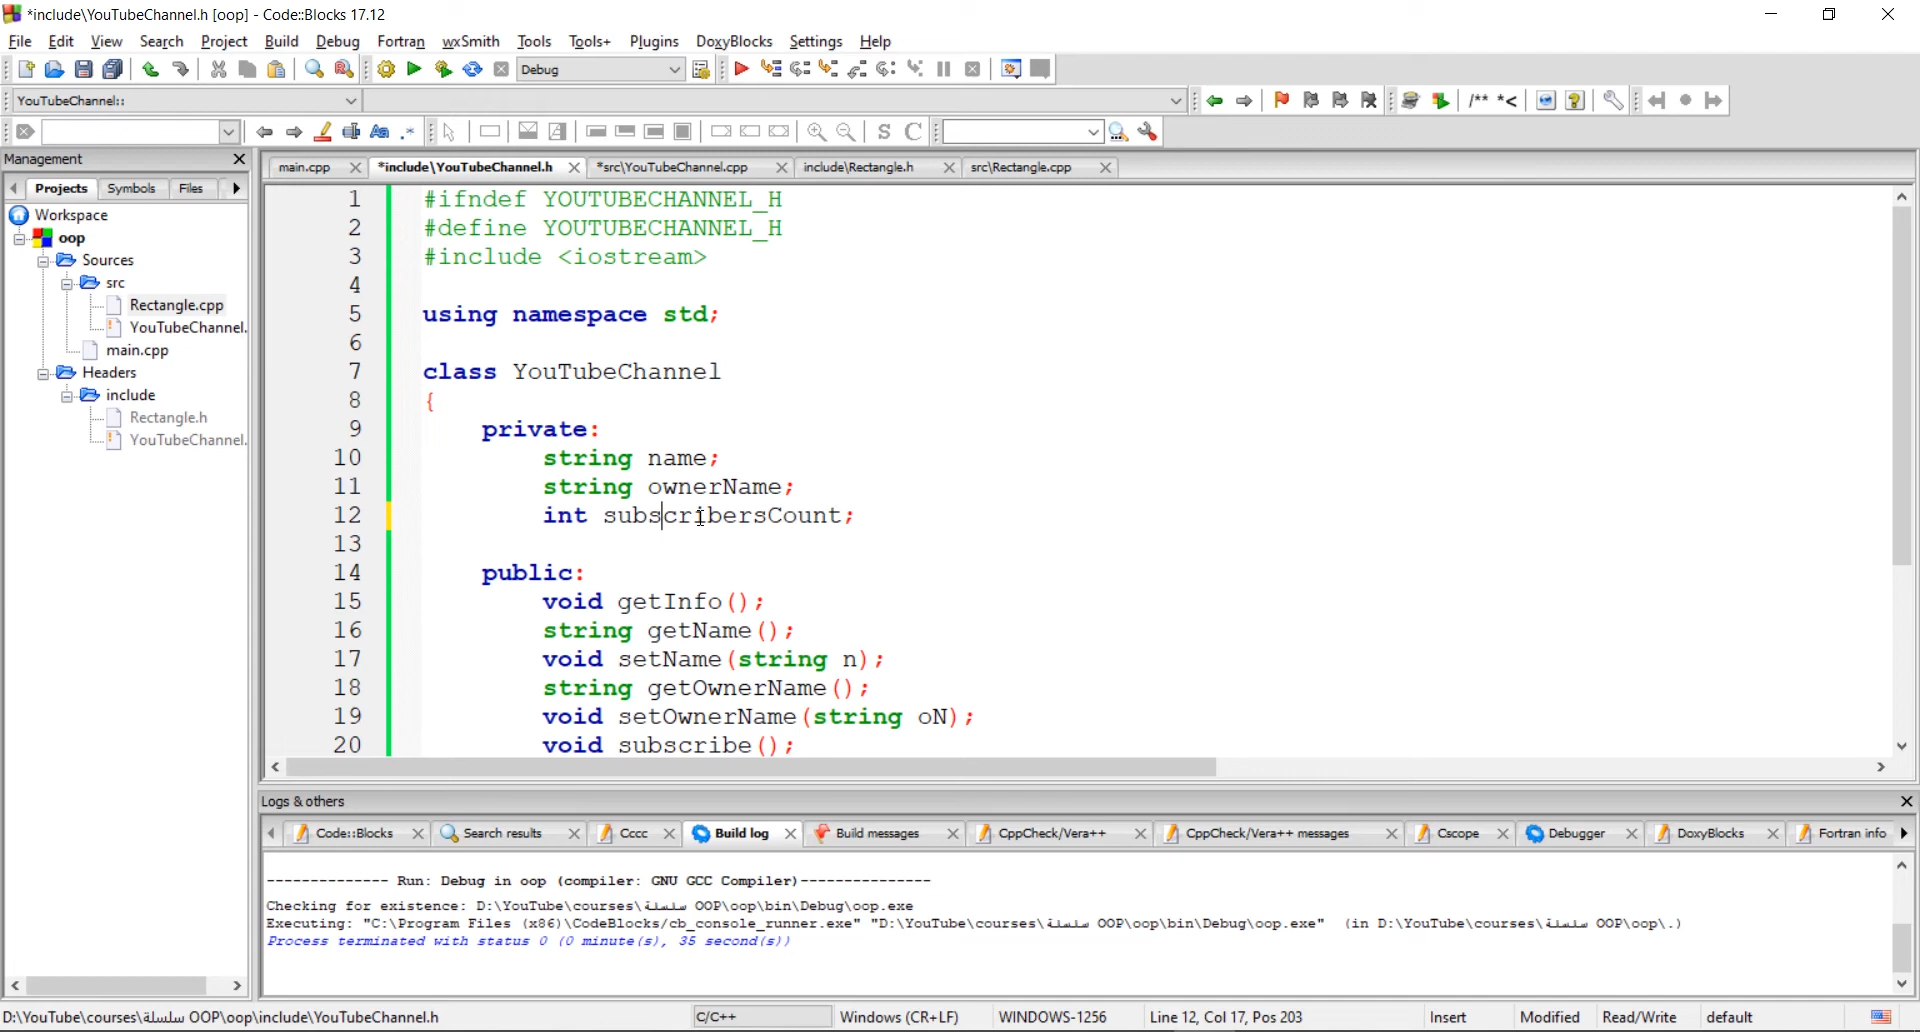 *include\YouTubeChannel.h [oop] - Code::Blocks 17.12
File Edit View Search Project Build Debug Fortran wxSmith Tools Tools+ Plugins DoxyBlocks Settings Help
Debug
YouTubeChannel::
/** *<
Management
main.cpp *include\YouTubeChannel.h *src\YouTubeChannel.cpp include\Rectangle.h src\Rectangle.cpp
Projects Symbols Files
Workspace
oop
Sources
src
Rectangle.cpp
YouTubeChannel.
main.cpp
Headers
include
Rectangle.h
YouTubeChannel.
1 #ifndef YOUTUBECHANNEL_H
2 #define YOUTUBECHANNEL_H
3 #include <iostream>
4
5 using namespace std;
6
7 class YouTubeChannel
8 {
9 private:
10 string name;
11 string ownerName;
12 int subscribersCount;
13
14 public:
15 void getInfo();
16 string getName();
17 void setName(string n);
18 string getOwnerName();
19 void setOwnerName(string oN);
20 void subscribe();
Logs & others
Code::Blocks Search results Cccc Build log Build messages CppCheck/Vera++ CppCheck/Vera++ messages Cscope Debugger DoxyBlocks Fortran info
-------------- Run: Debug in oop (compiler: GNU GCC Compiler)---------------
Checking for existence: D:\YouTube\courses\سلسلة OOP\oop\bin\Debug\oop.exe
Executing: "C:\Program Files (x86)\CodeBlocks/cb_console_runner.exe" "D:\YouTube\courses\سلسلة OOP\oop\bin\Debug\oop.exe" (in D:\YouTube\courses\سلسلة OOP\oop\.)
Process terminated with status 0 (0 minute(s), 35 second(s))
D:\YouTube\courses\سلسلة OOP\oop\include\YouTubeChannel.h C/C++ Windows (CR+LF) WINDOWS-1256 Line 12, Col 17, Pos 203 Insert Modified Read/Write default